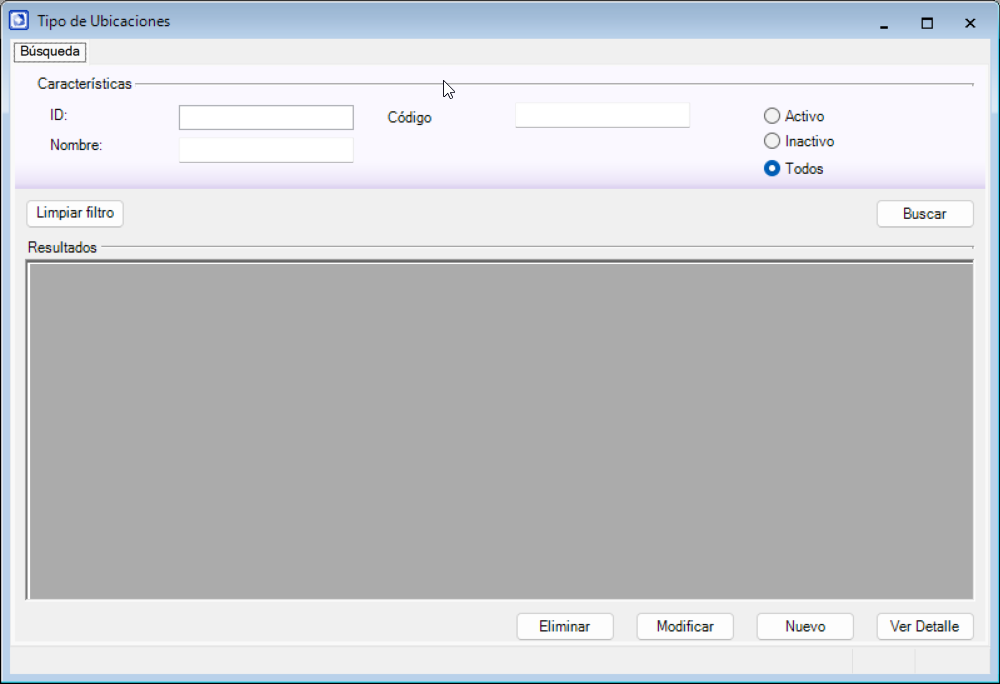 Tipo de Ubicaciones
Búsqueda
Características
ID:
Código
Activo
Nombre:
Inactivo
Todos
Limpiar filtro
Buscar
Resultados
Eliminar
Modificar
Nuevo
Ver Detalle